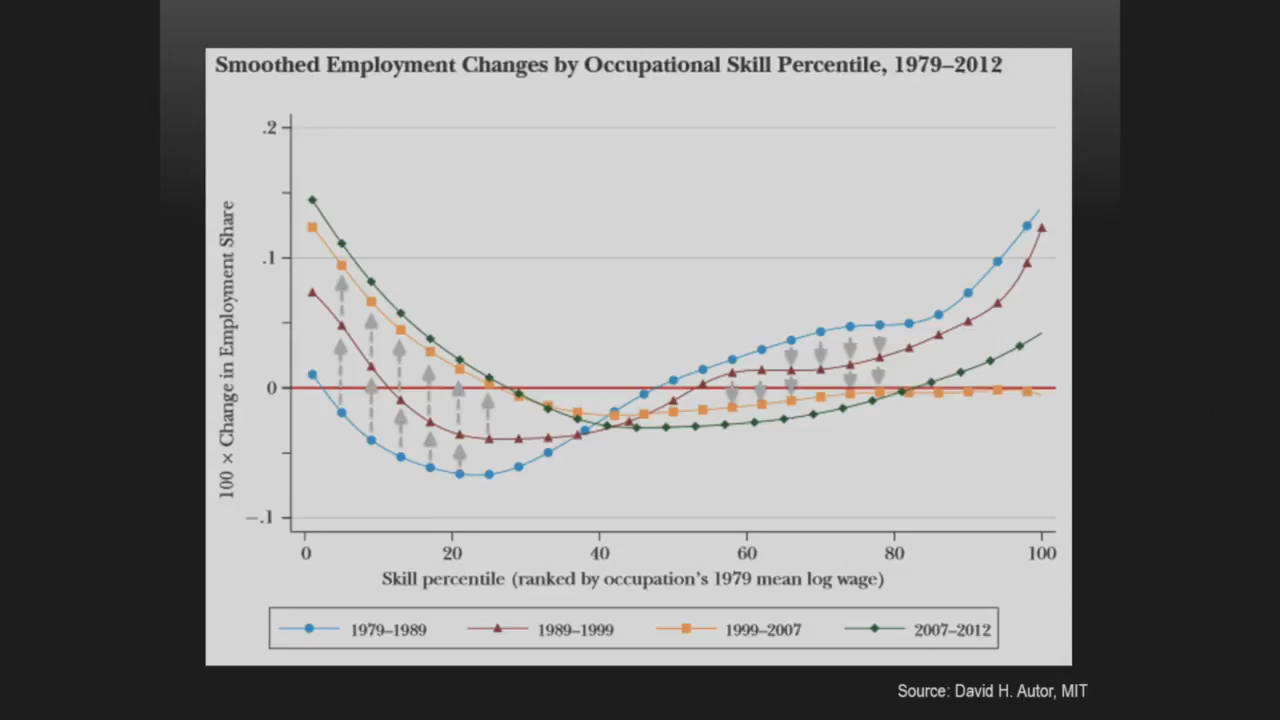 Smoothed Employment Changes by Occupational Skill Percentile, 1979–2012
.2
.1
0
−.1
100 × Change in Employment Share
0 20 40 60 80 100
Skill percentile (ranked by occupation's 1979 mean log wage)
1979–1989 1989–1999 1999–2007 2007–2012
Source: David H. Autor, MIT